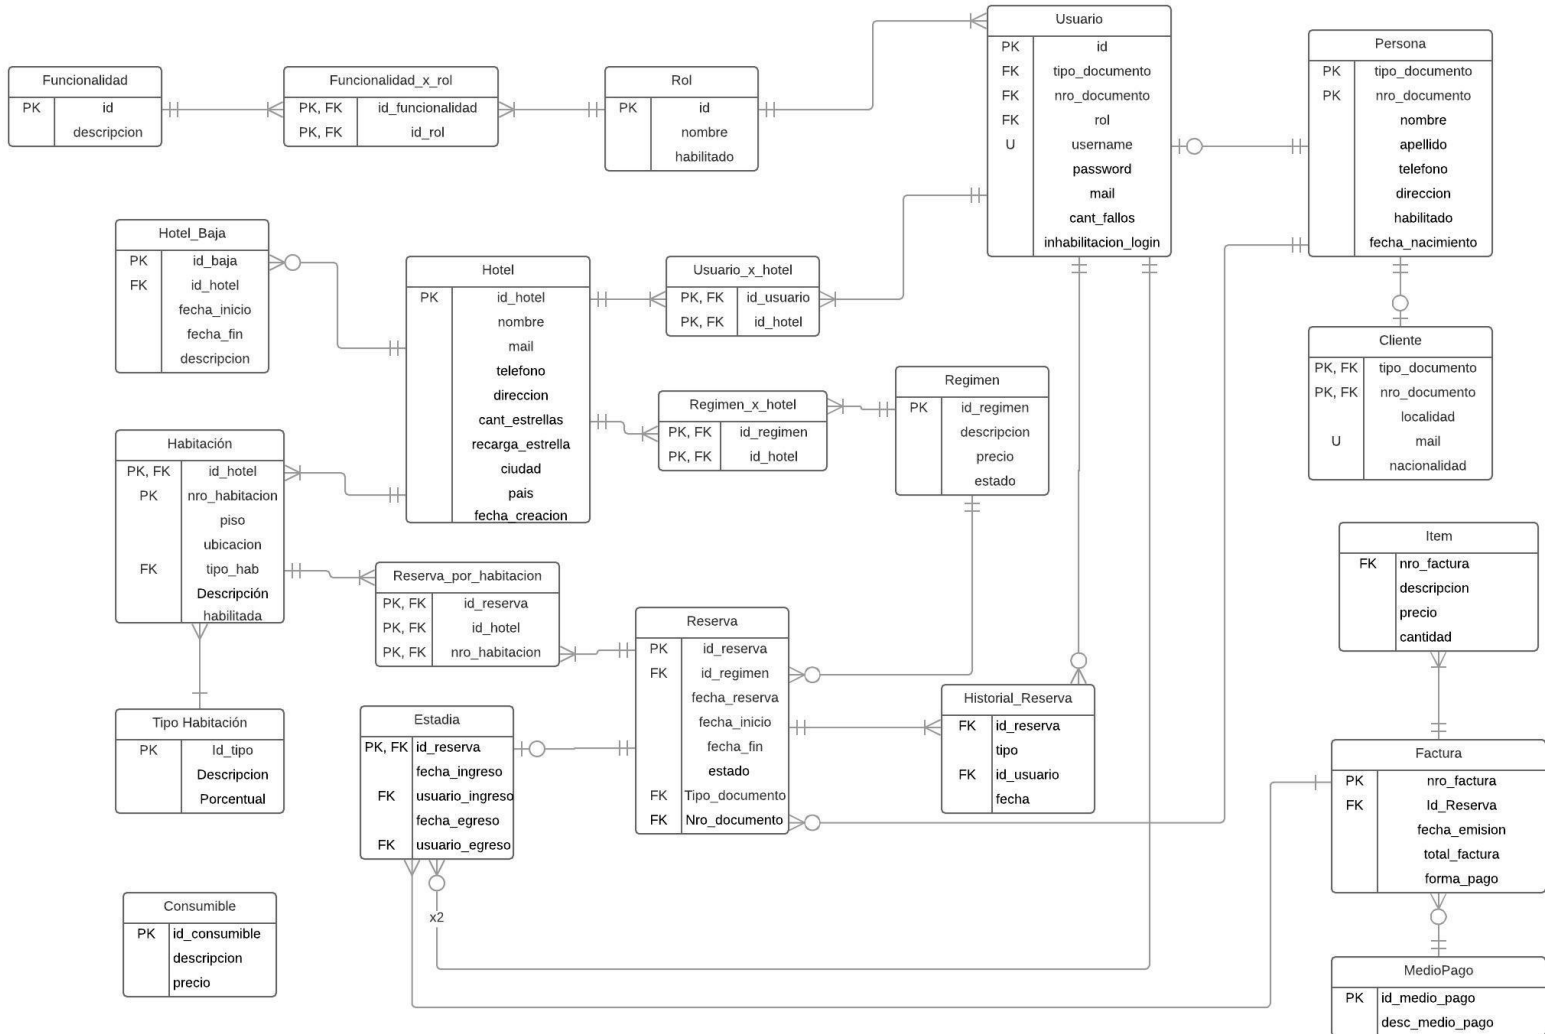 Funcionalidad
PK id
descripcion
Funcionalidad_x_rol
PK, FK id_funcionalidad
PK, FK id_rol
Rol
PK id
nombre
habilitado
Usuario
PK id
FK tipo_documento
FK nro_documento
FK rol
U username
password
mail
cant_fallos
inhabilitacion_login
Persona
PK tipo_documento
PK nro_documento
nombre
apellido
telefono
direccion
habilitado
fecha_nacimiento
Hotel_Baja
PK id_baja
FK id_hotel
fecha_inicio
fecha_fin
descripcion
Hotel
PK id_hotel
nombre
mail
telefono
direccion
cant_estrellas
recarga_estrella
ciudad
pais
fecha_creacion
Usuario_x_hotel
PK, FK id_usuario
PK, FK id_hotel
Cliente
PK, FK tipo_documento
PK, FK nro_documento
localidad
U mail
nacionalidad
Regimen_x_hotel
PK, FK id_regimen
PK, FK id_hotel
Regimen
PK id_regimen
descripcion
precio
estado
Habitación
PK, FK id_hotel
PK nro_habitacion
piso
ubicacion
FK tipo_hab
Descripción
habilitada
Reserva_por_habitacion
PK, FK id_reserva
PK, FK id_hotel
PK, FK nro_habitacion
Reserva
PK id_reserva
FK id_regimen
fecha_reserva
fecha_inicio
fecha_fin
estado
FK Tipo_documento
FK Nro_documento
Item
FK nro_factura
descripcion
precio
cantidad
Historial_Reserva
FK id_reserva
tipo
FK id_usuario
fecha
Tipo Habitación
PK Id_tipo
Descripcion
Porcentual
Estadia
PK, FK id_reserva
fecha_ingreso
FK usuario_ingreso
fecha_egreso
FK usuario_egreso
x2
Factura
PK nro_factura
FK Id_Reserva
fecha_emision
total_factura
forma_pago
Consumible
PK id_consumible
descripcion
precio
MedioPago
PK id_medio_pago
desc_medio_pago